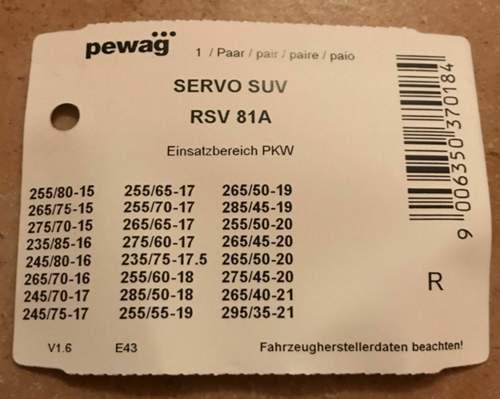 pewag
1 / Paar / pair / paire / paio
SERVO SUV
RSV 81A
Einsatzbereich PKW
255/80-15 255/65-17 265/50-19
265/75-15 255/70-17 285/45-19
275/70-15 265/65-17 255/50-20
235/85-16 275/60-17 265/45-20
245/80-16 235/75-17.5 265/50-20
265/70-16 255/60-18 275/45-20
245/70-17 285/50-18 265/40-21
245/75-17 255/55-19 295/35-21
V1.6 E43 Fahrzeugherstellerdaten beachten!
9 006350 370184
R